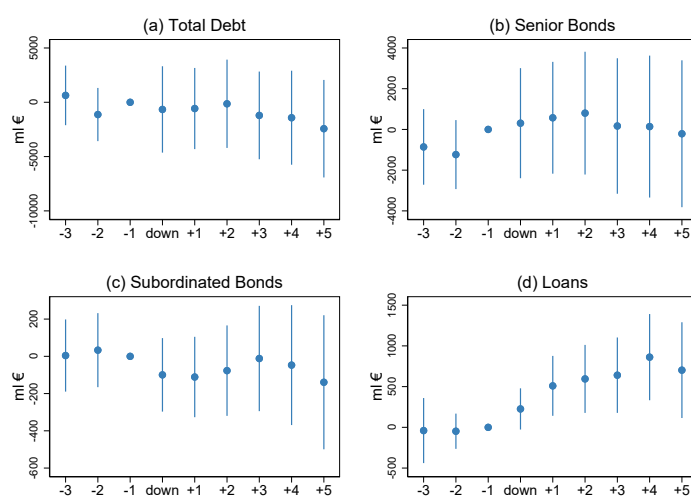 (a) Total Debt
ml €
5000
0
-5000
-10000
-3 -2 -1 down +1 +2 +3 +4 +5
(b) Senior Bonds
4000
2000
0
-2000
-4000
-3 -2 -1 down +1 +2 +3 +4 +5
(c) Subordinated Bonds
ml €
200
0
-200
-400
-600
-3 -2 -1 down +1 +2 +3 +4 +5
(d) Loans
ml €
1500
1000
500
0
-500
-3 -2 -1 down +1 +2 +3 +4 +5